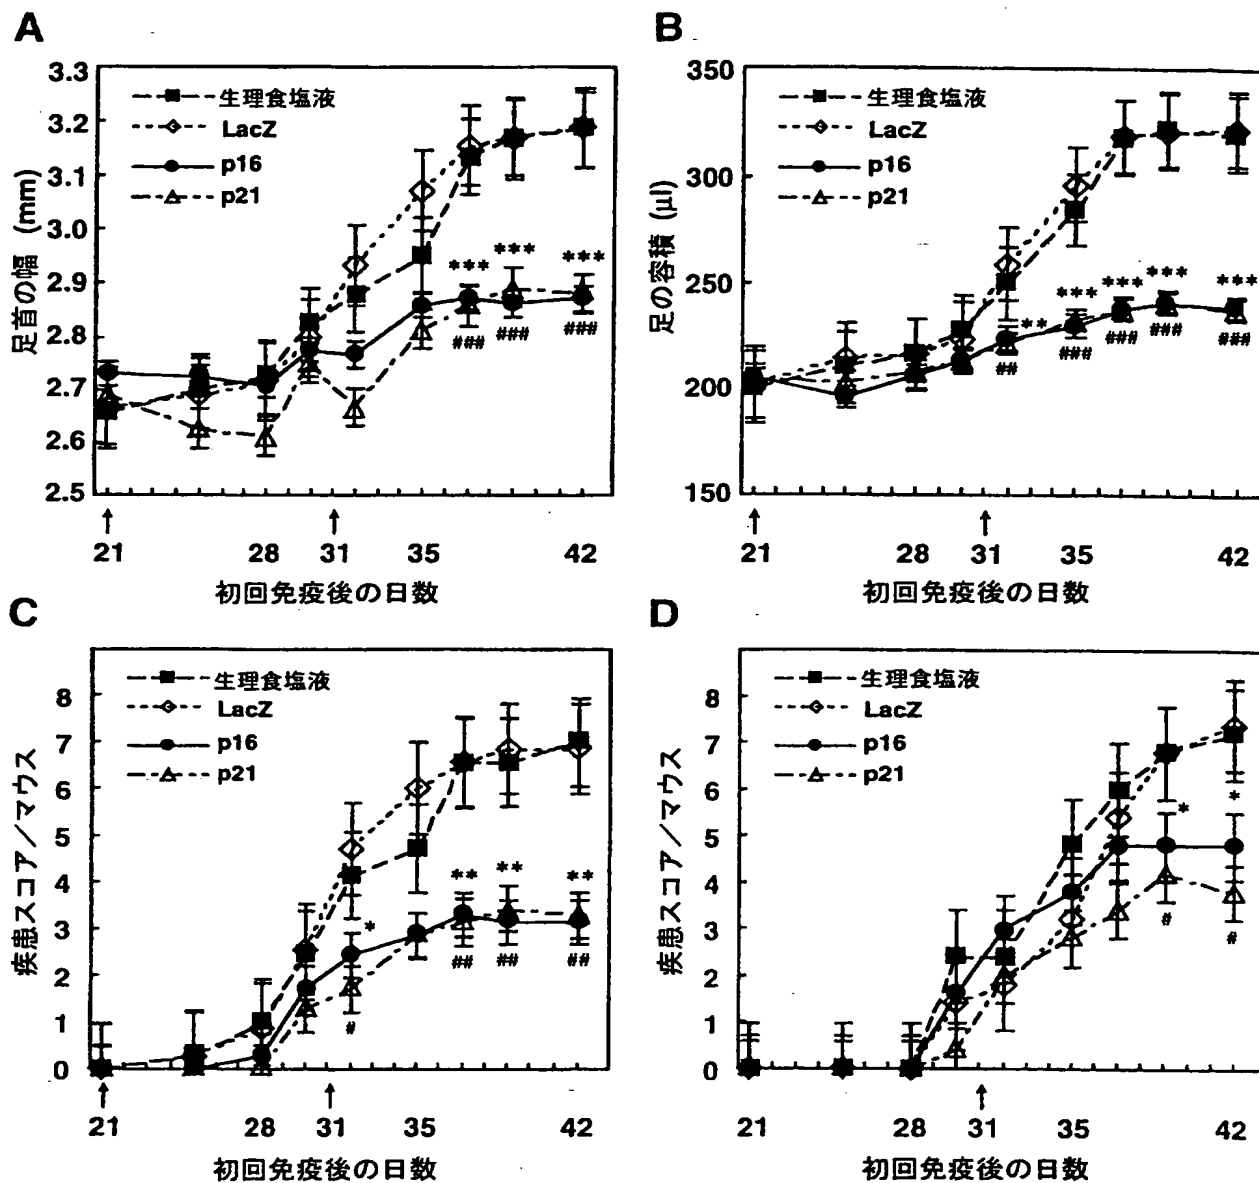 A
足首の幅 (mm)
3.3
3.2
3.1
3.0
2.9
2.8
2.7
2.6
2.5
生理食塩液
LacZ
p16
p21
*** *** ***
### ### ###
↑ ↑
21 28 31 35 42
初回免疫後の日数
B
足の容積 (μl)
350
300
250
200
150
生理食塩液
LacZ
p16
p21
** *** *** *** ***
## ### ### ### ###
↑ ↑
21 28 31 35 42
初回免疫後の日数
C
疾患スコア/マウス
8
7
6
5
4
3
2
1
0
生理食塩液
LacZ
p16
p21
* ** ** **
# ## ## ##
↑ ↑
21 28 31 35 42
初回免疫後の日数
D
疾患スコア/マウス
8
7
6
5
4
3
2
1
0
生理食塩液
LacZ
p16
p21
* *
# #
↑
21 28 31 35 42
初回免疫後の日数